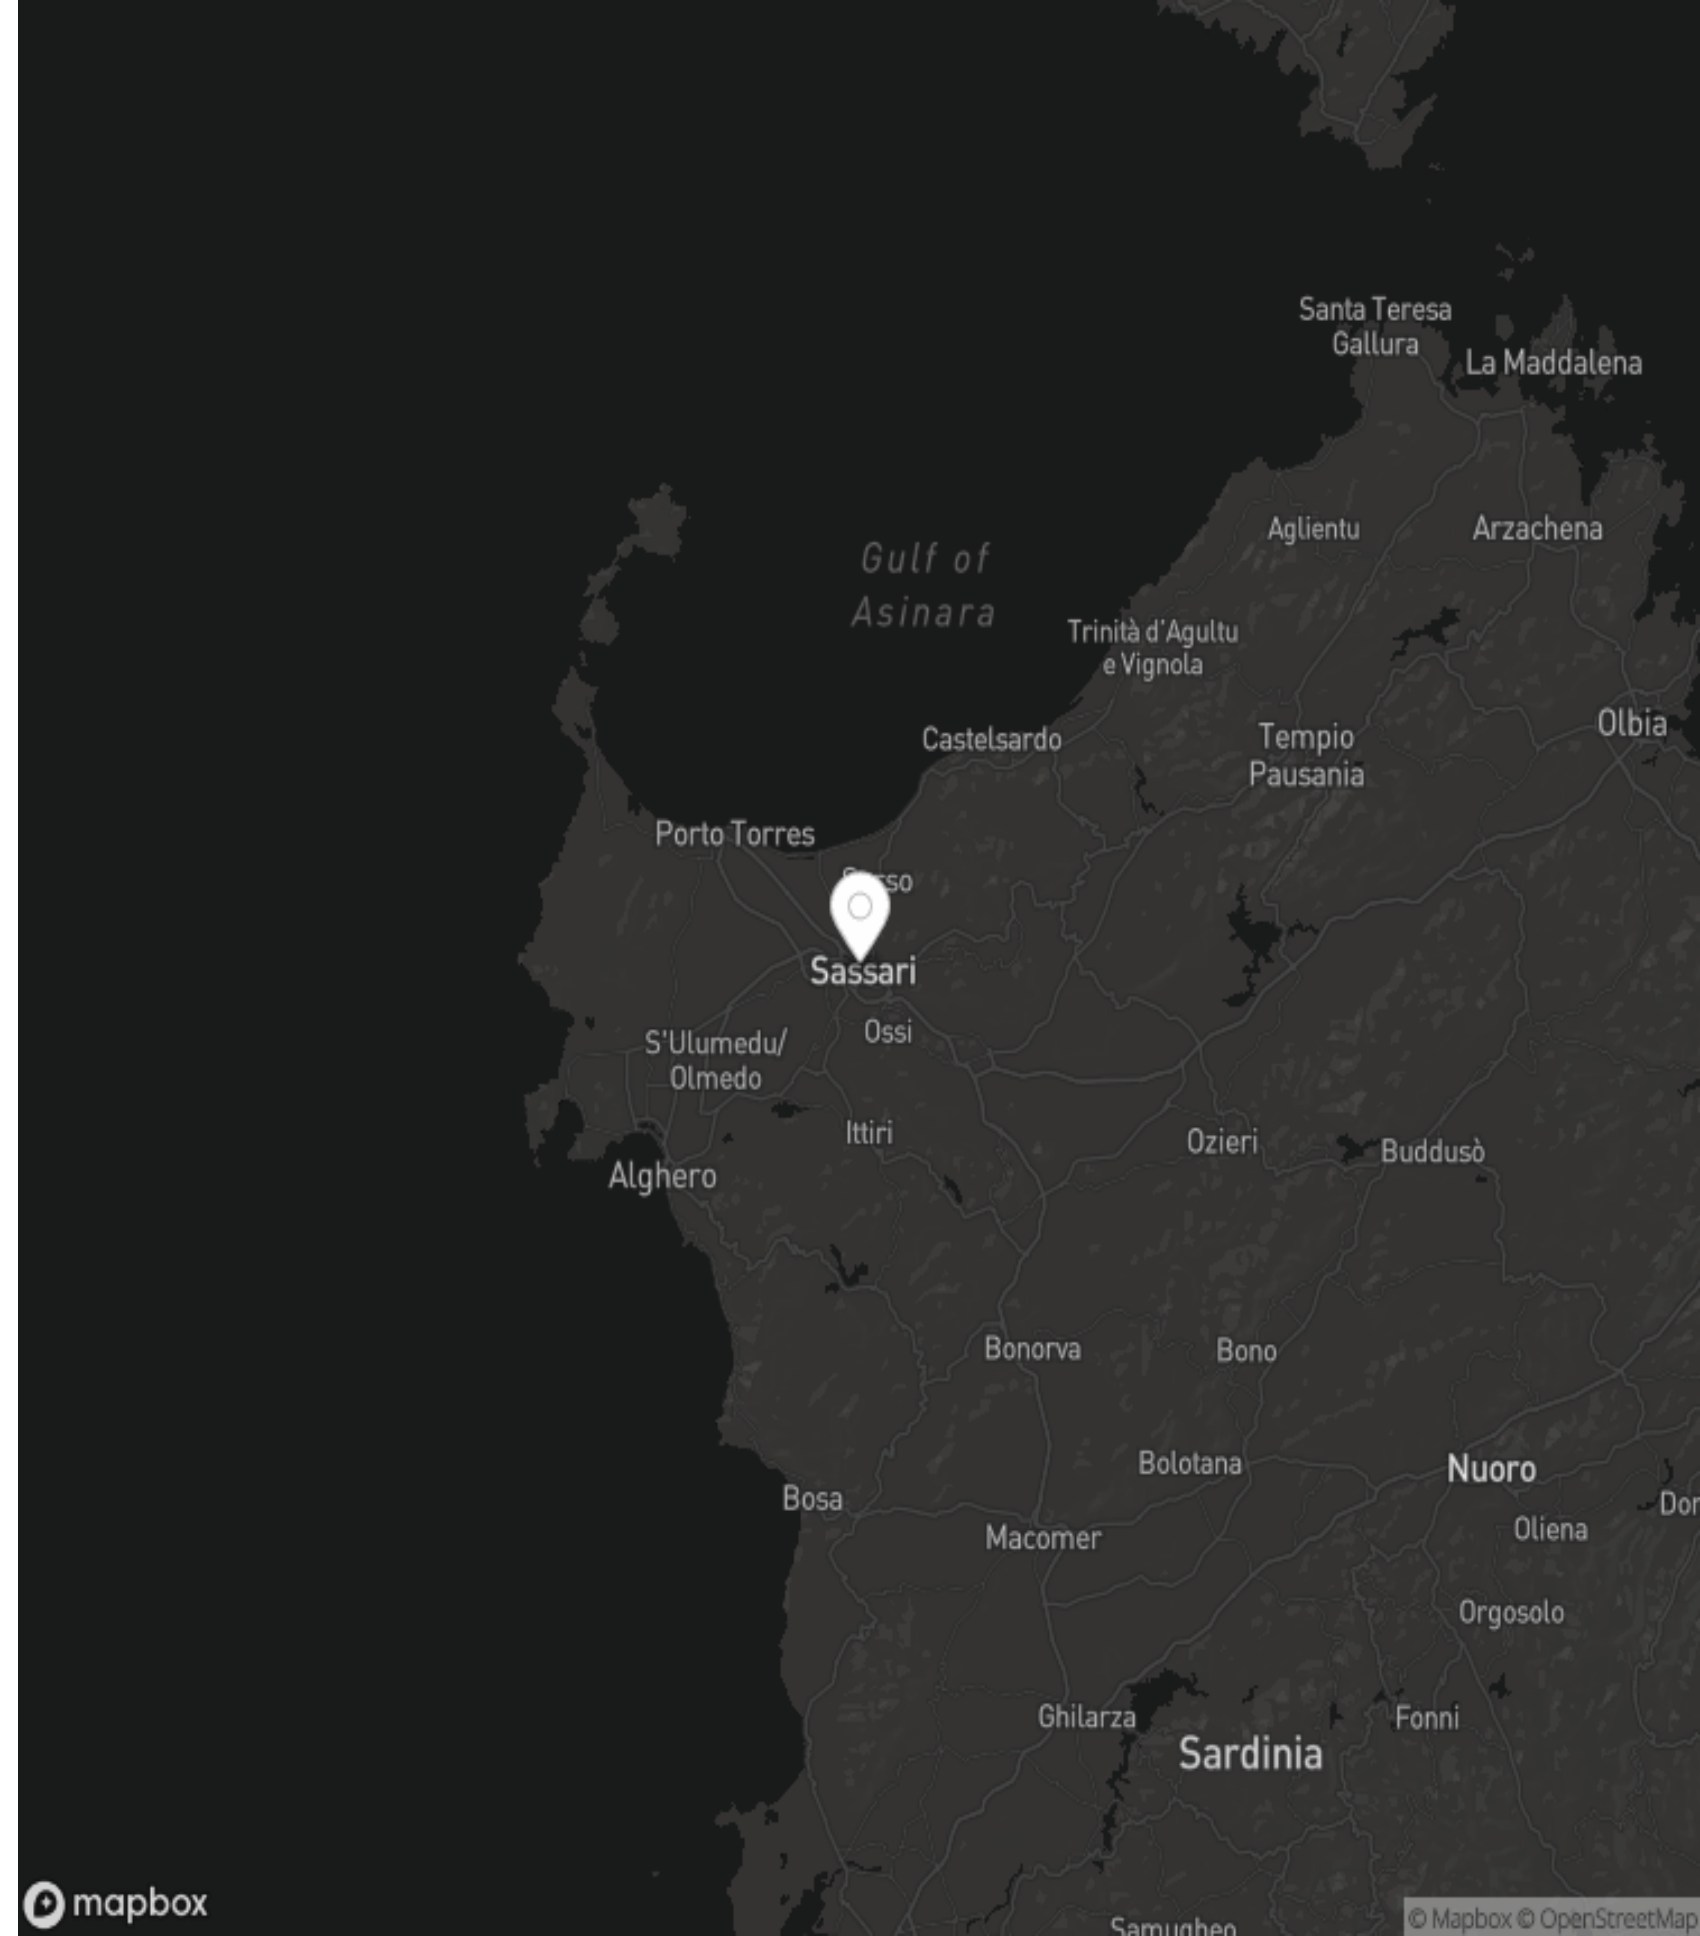 Santa Teresa
Gallura
La Maddalena
Aglientu
Arzachena
Gulf of
Asinara
Trinità d'Agultu
e Vignola
Castelsardo
Tempio
Pausania
Olbia
Porto Torres
Sassari
Ossi
S'Ulumedu/
Olmedo
Ittiri
Ozieri
Buddusò
Alghero
Bonorva
Bono
Bolotana
Nuoro
Bosa
Dor
Oliena
Macomer
Orgosolo
Ghilarza
Fonni
Sardinia
mapbox
© Mapbox © OpenStreetMap
Samugheo